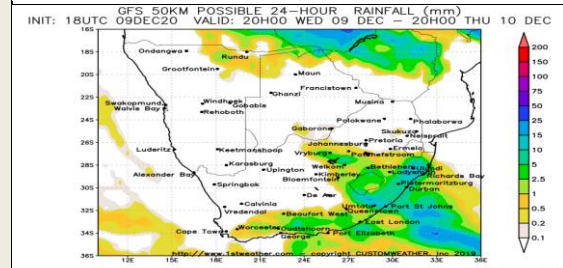 GFS 50KM POSSIBLE 24-HOUR RAINFALL (mm)
INIT: 18UTC 09DEC20 VALID: 20H00 WED 09 DEC - 20H00 THU 10 DEC
16S
18S
20S
22S
24S
26S
28S
30S
32S
34S
36S
Ondangwa
Rundu
Grootfontein
Maun
Francistown
Ghanzi
Swakopmund
Windhoek
Gobabis
Walvis Bay
Rehoboth
Musina
Polokwane
Phalaborwa
Gaborone
Skukuza
Pretoria
Nelspruit
Johannesburg
Ermelo
Luderitz
Keetmanshoop
Vryburg
Potchefstroom
Karasburg
Welkom
Bethlehem
Ulundi
Alexander Bay
Upington
Kimberley
Ladysmith
Richards Bay
Bloemfontein
Springbok
Pietermaritzburg
Durban
De Aar
Calvinia
Umtata
Port St Johns
Vredendal
Beaufort West
Queenstown
East London
Cape Town
Worcester
Oudtshoorn
George
Port Elizabeth
http://www.1stweather.com - copyright CUSTOMWEATHER, Inc 2019
12E
15E
18E
21E
24E
27E
30E
33E
36E
200
150
100
75
50
25
15
10
5
2.5
1
0.5
0.2
0.1